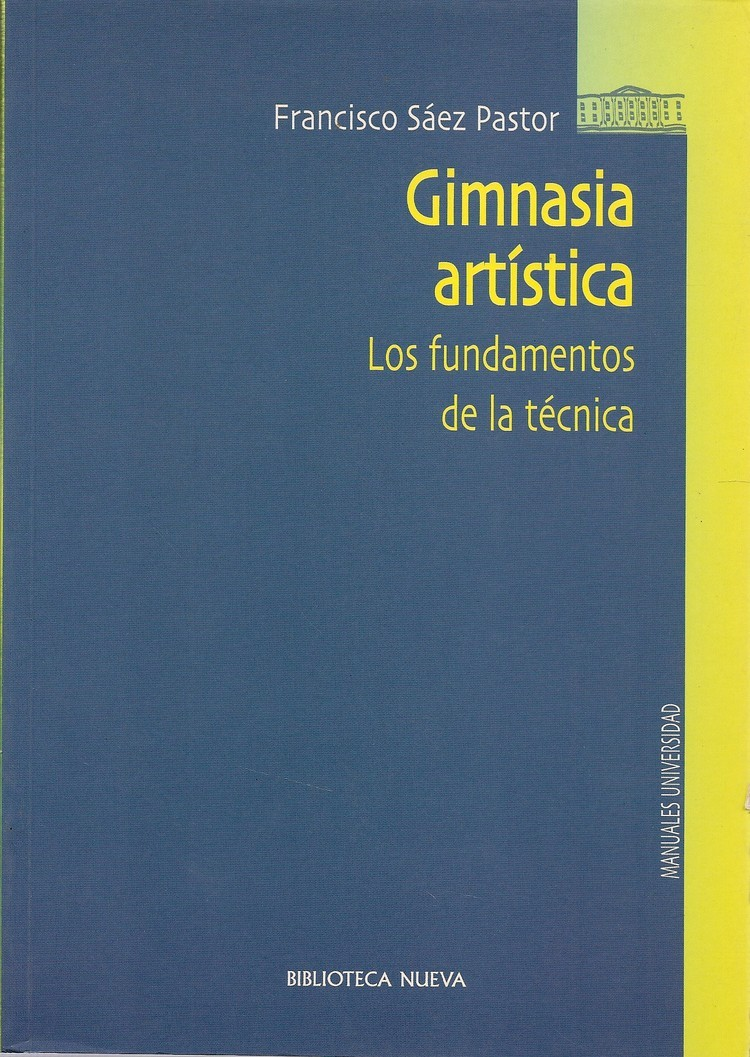 Francisco Sáez Pastor
Gimnasia
artística
Los fundamentos
de la técnica
MANUALES UNIVERSIDAD
BIBLIOTECA NUEVA